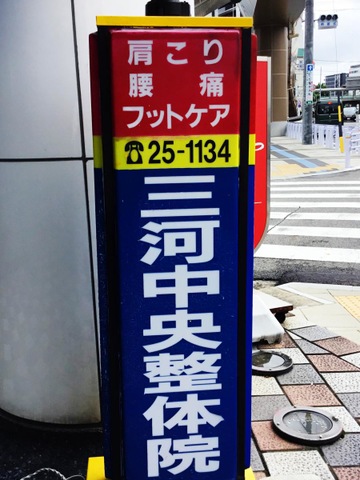 肩こり
腰痛
フットケア
☎25-1134
三河中央整体院